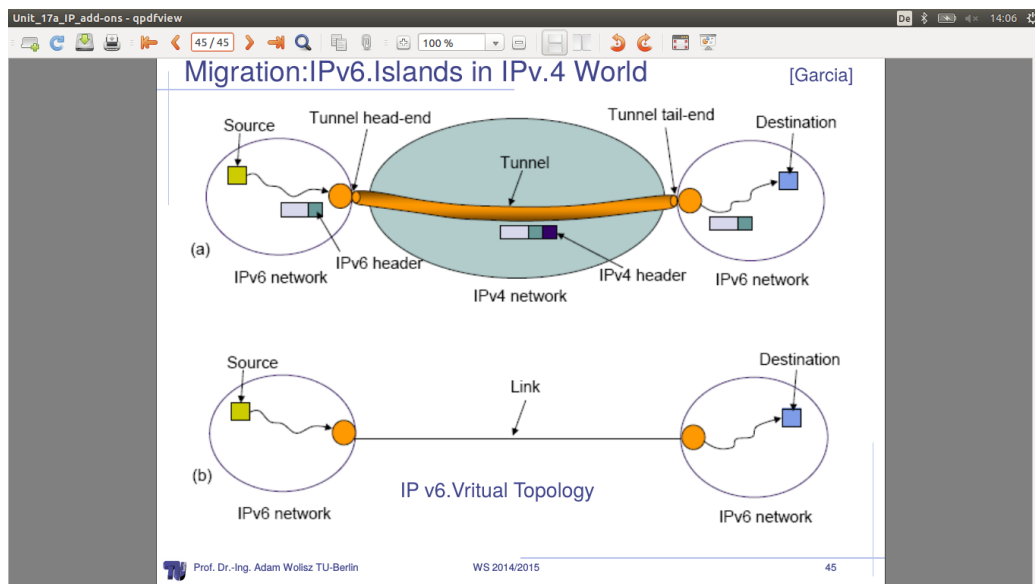 Unit_17a_IP_add-ons - qpdfview
De
14:06
45/45
100 %
Migration:IPv6.Islands in IPv.4 World
[Garcia]
Source
Tunnel head-end
Tunnel tail-end
Destination
Tunnel
(a)
IPv6 header
IPv4 header
IPv6 network
IPv4 network
IPv6 network
Source
Destination
Link
(b)
IP v6.Vritual Topology
IPv6 network
IPv6 network
Prof. Dr.-Ing. Adam Wolisz TU-Berlin
WS 2014/2015
45